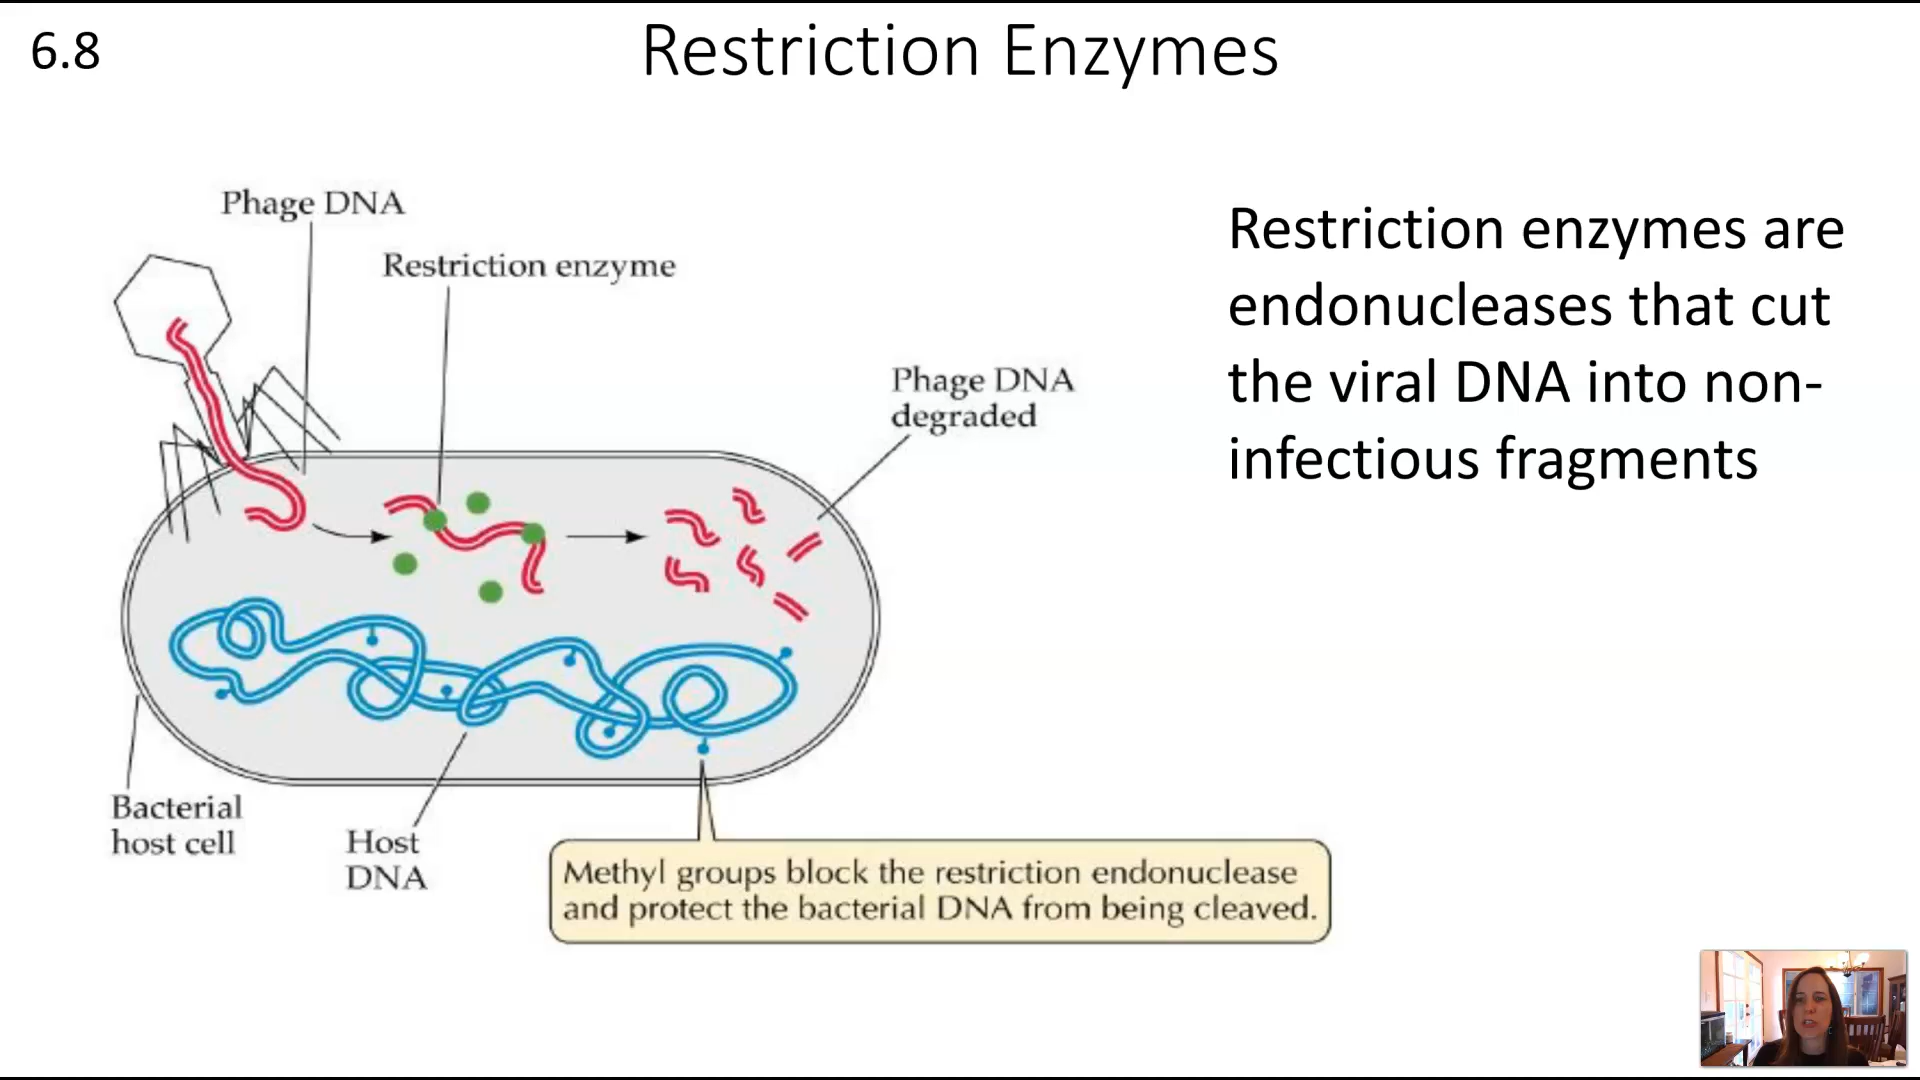 6.8
Restriction Enzymes
Phage DNA
Restriction enzyme
Phage DNA
degraded
Restriction enzymes are
endonucleases that cut
the viral DNA into non-
infectious fragments
Bacterial
host cell
Host
DNA
Methyl groups block the restriction endonuclease
and protect the bacterial DNA from being cleaved.